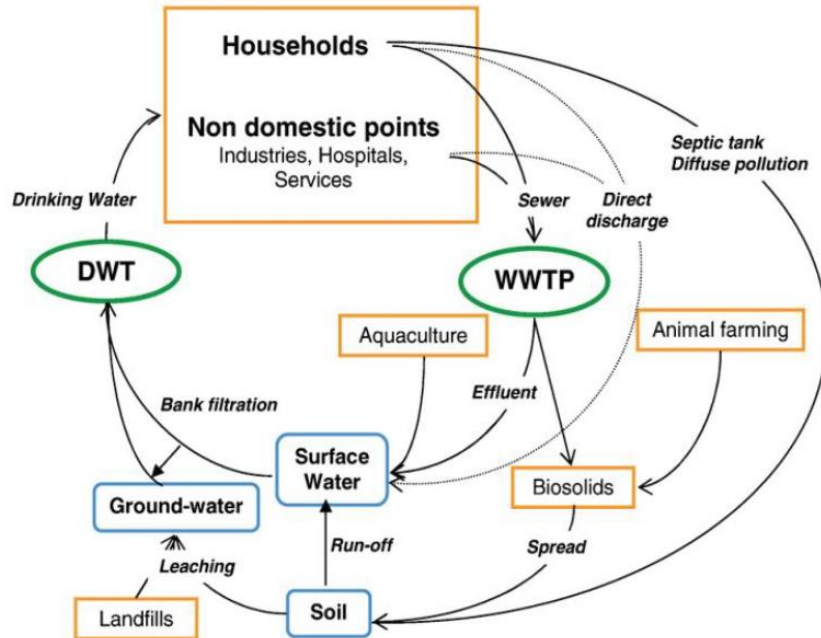 Households
Non domestic points
Industries, Hospitals,
Services
Septic tank
Diffuse pollution
Drinking Water
Sewer
Direct
discharge
DWT
WWTP
Aquaculture
Animal farming
Effluent
Bank filtration
Surface
Water
Biosolids
Ground-water
Run-off
Spread
Leaching
Landfills
Soil